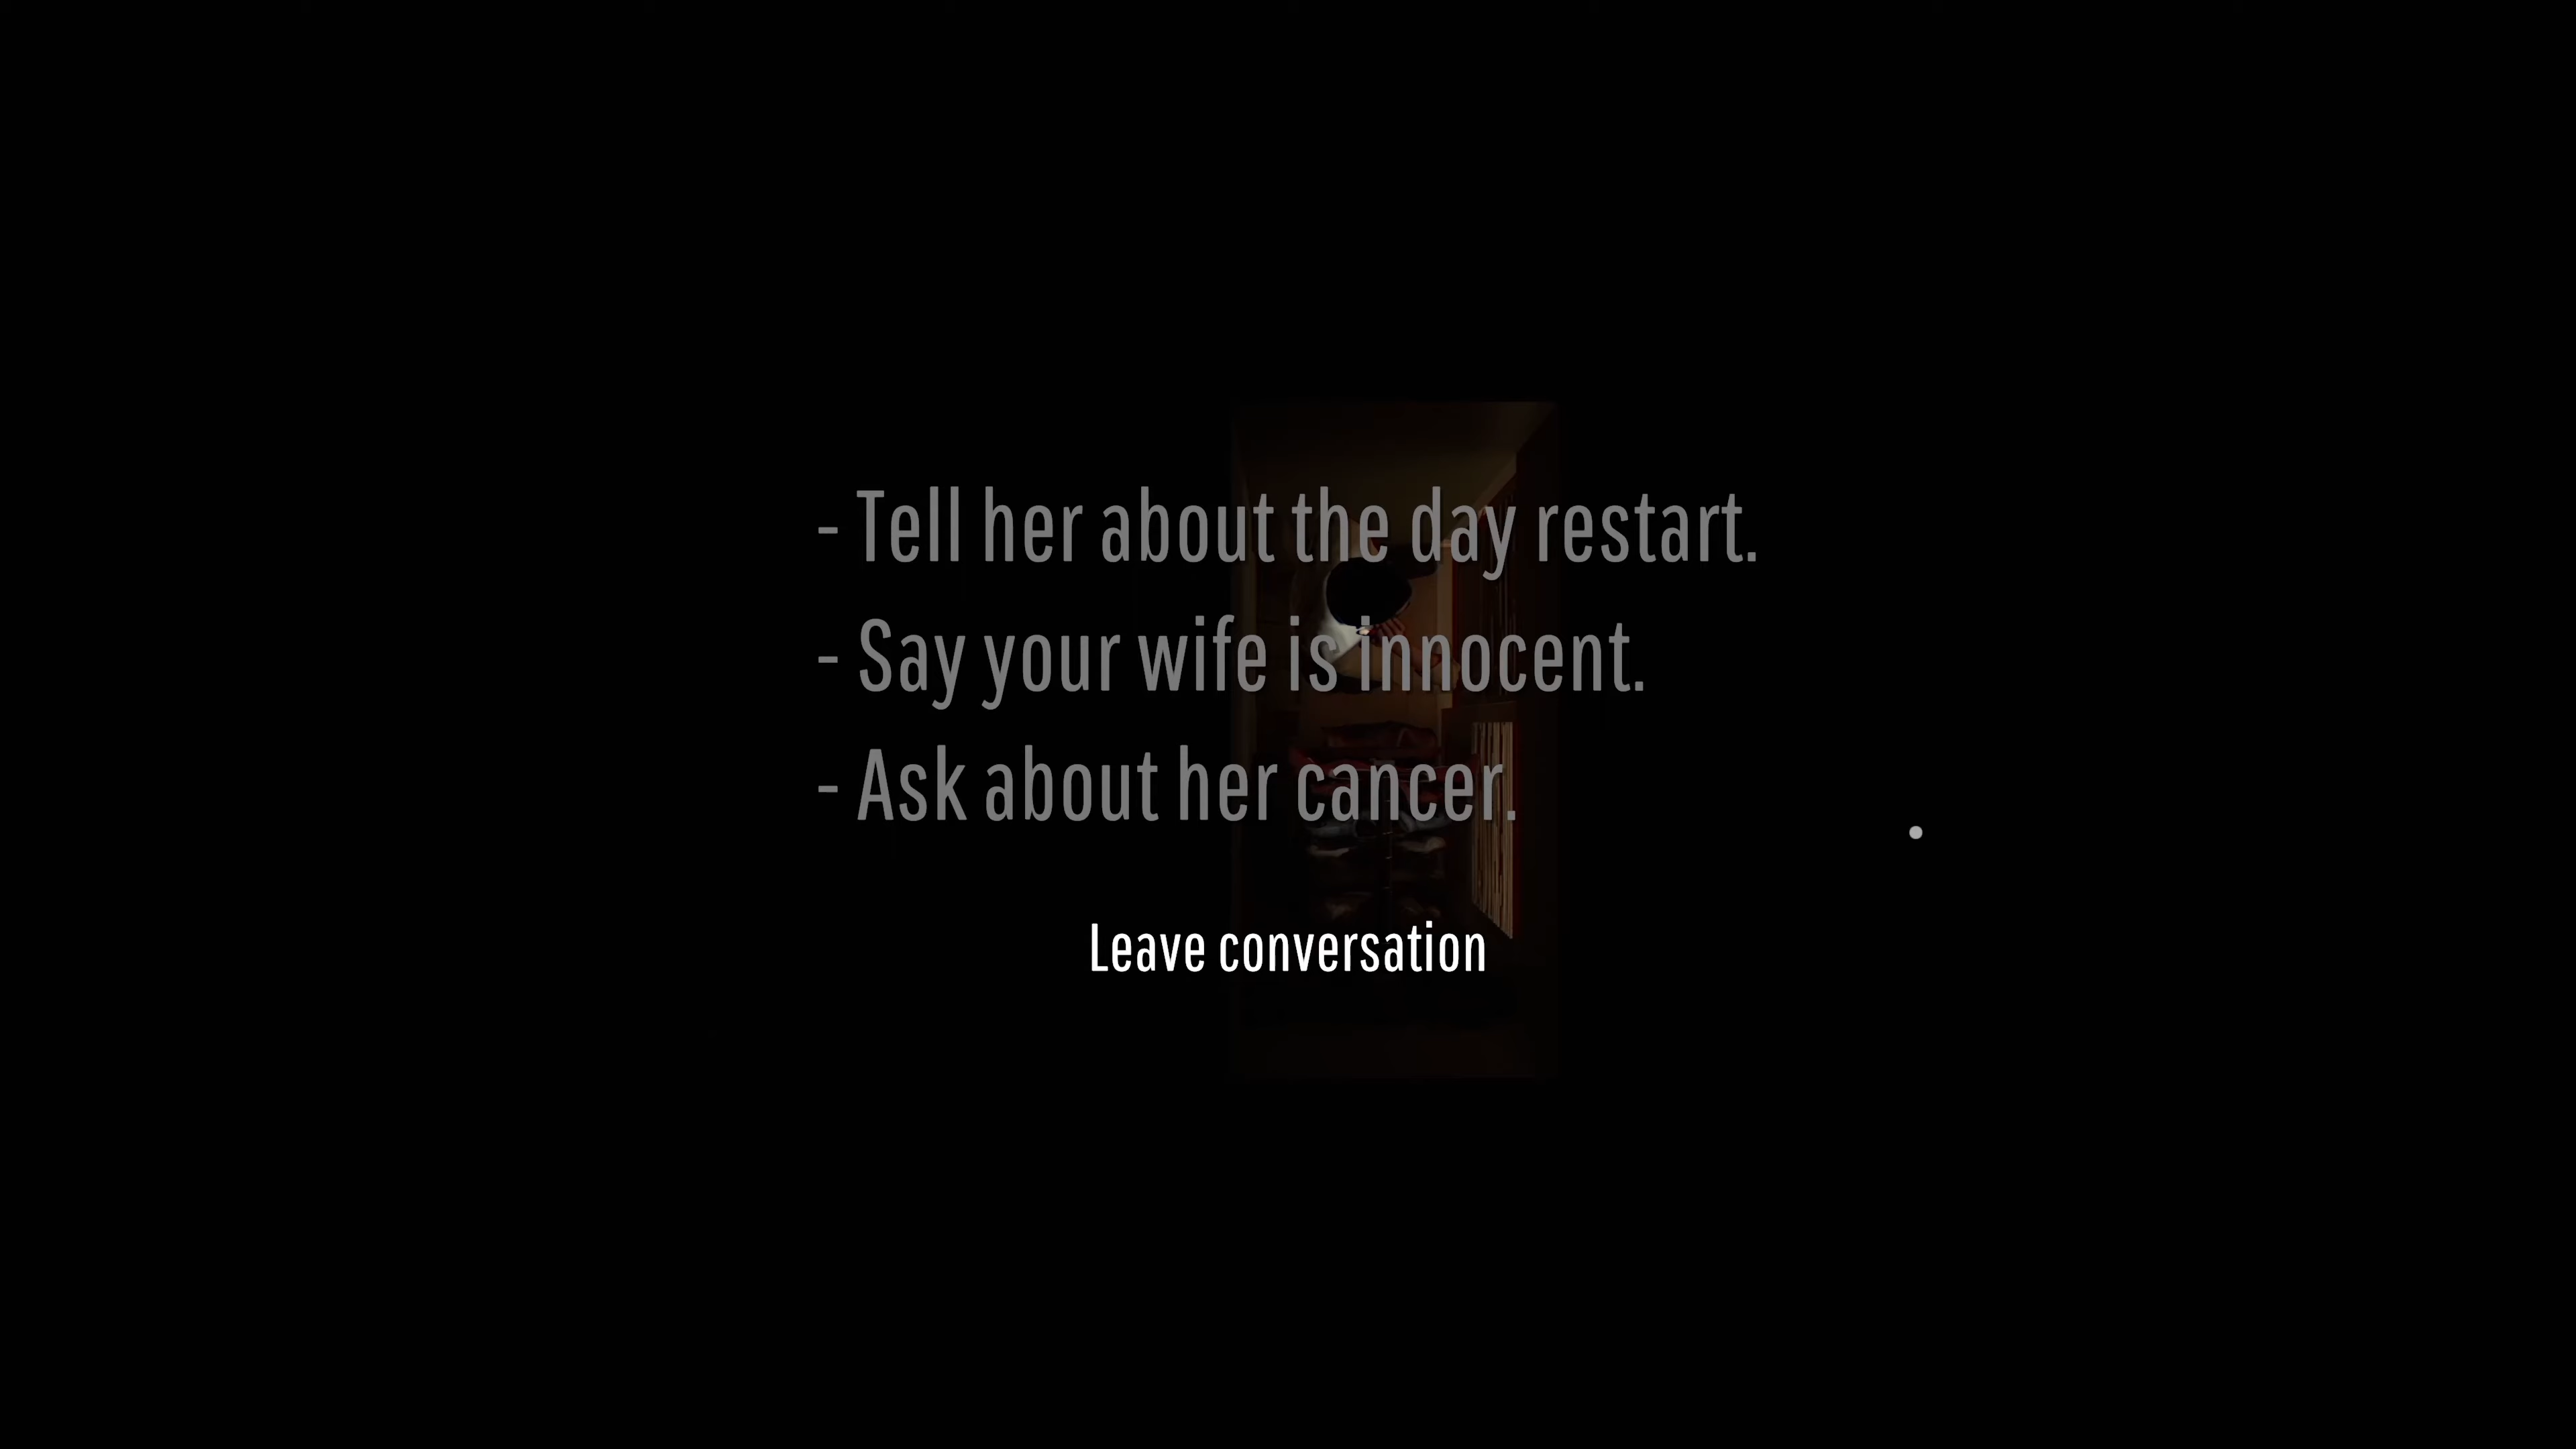 - Tell her about the day restart.
- Say your wife is innocent.
- Ask about her cancer.
Leave conversation